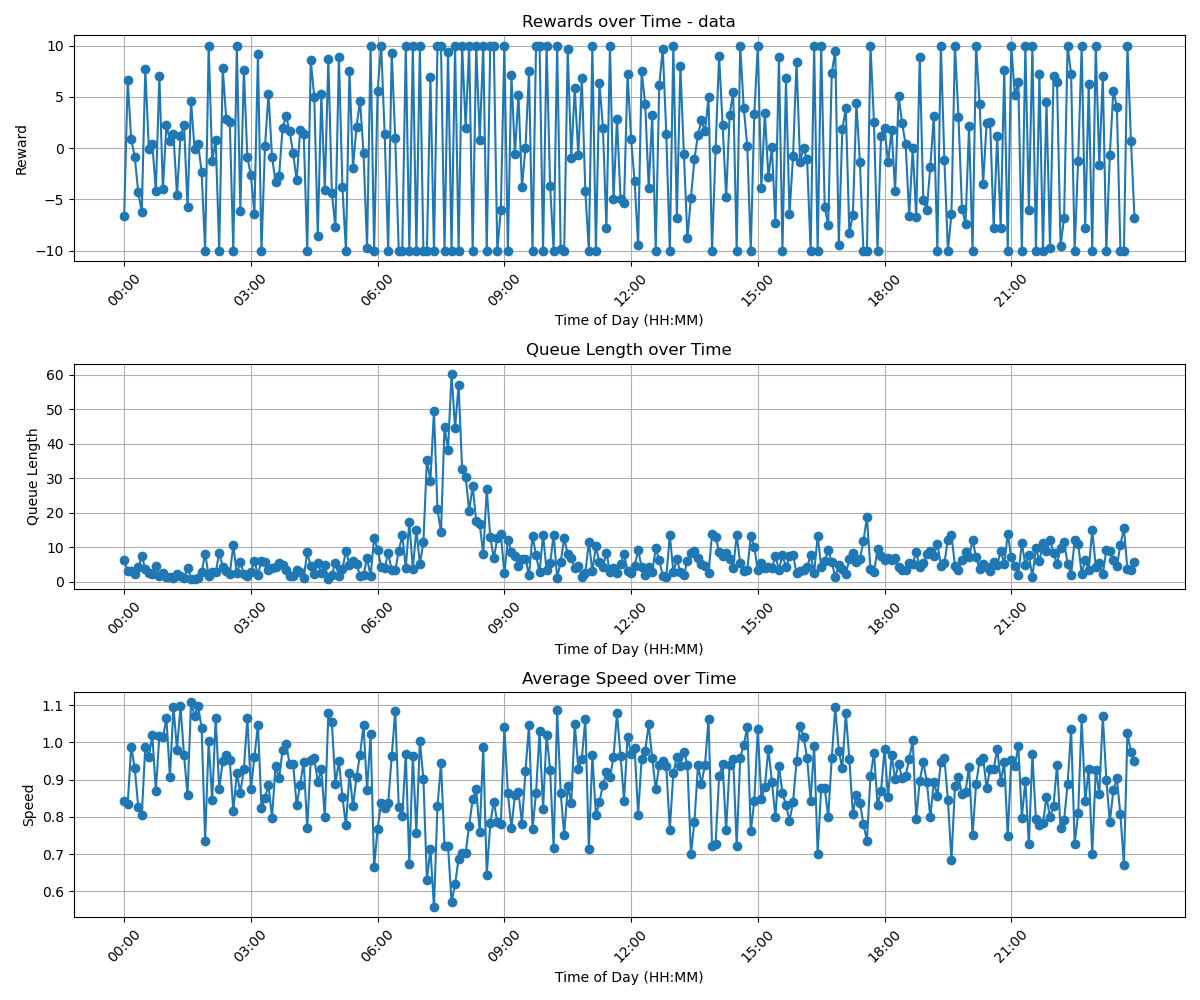 Rewards over Time - data
Reward
10
5
0
−5
−10
00:00 03:00 06:00 09:00 12:00 15:00 18:00 21:00
Time of Day (HH:MM)
Queue Length over Time
Queue Length
60
50
40
30
20
10
0
00:00 03:00 06:00 09:00 12:00 15:00 18:00 21:00
Time of Day (HH:MM)
Average Speed over Time
Speed
1.1
1.0
0.9
0.8
0.7
0.6
00:00 03:00 06:00 09:00 12:00 15:00 18:00 21:00
Time of Day (HH:MM)